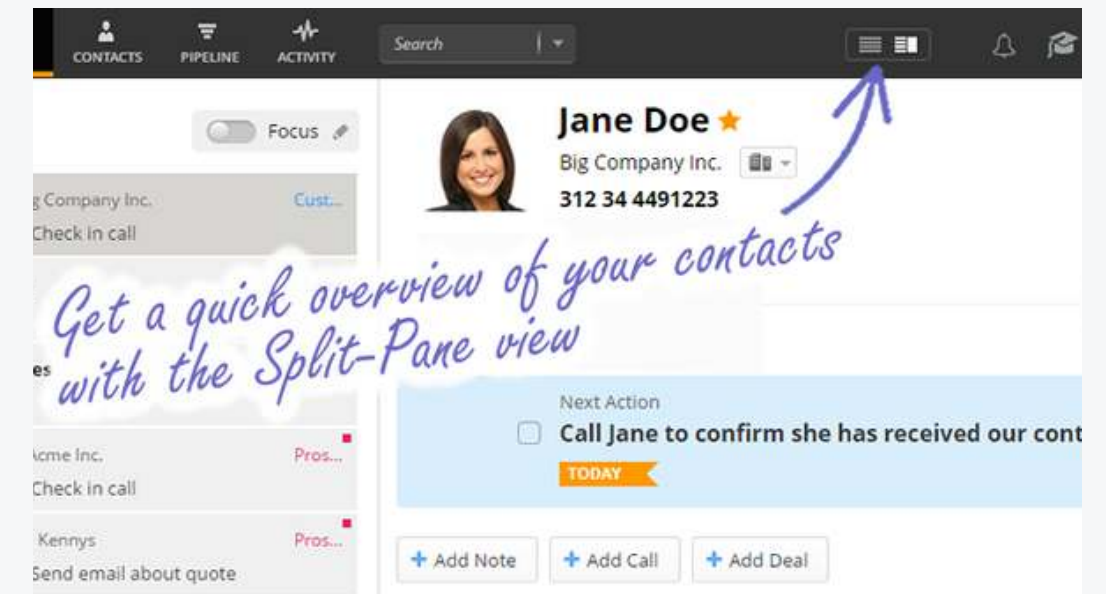 CONTACTS
PIPELINE
ACTIVITY
Search
Focus
Jane Doe
Big Company Inc.
312 34 4491223
Company Inc.
Cust...
Check in call
Get a quick overview of your contacts
with the Split-Pane view
Next Action
Call Jane to confirm she has received our cont
TODAY
Acme Inc.
Pros...
Check in call
Kennys
Pros...
Send email about quote
+ Add Note
+ Add Call
+ Add Deal